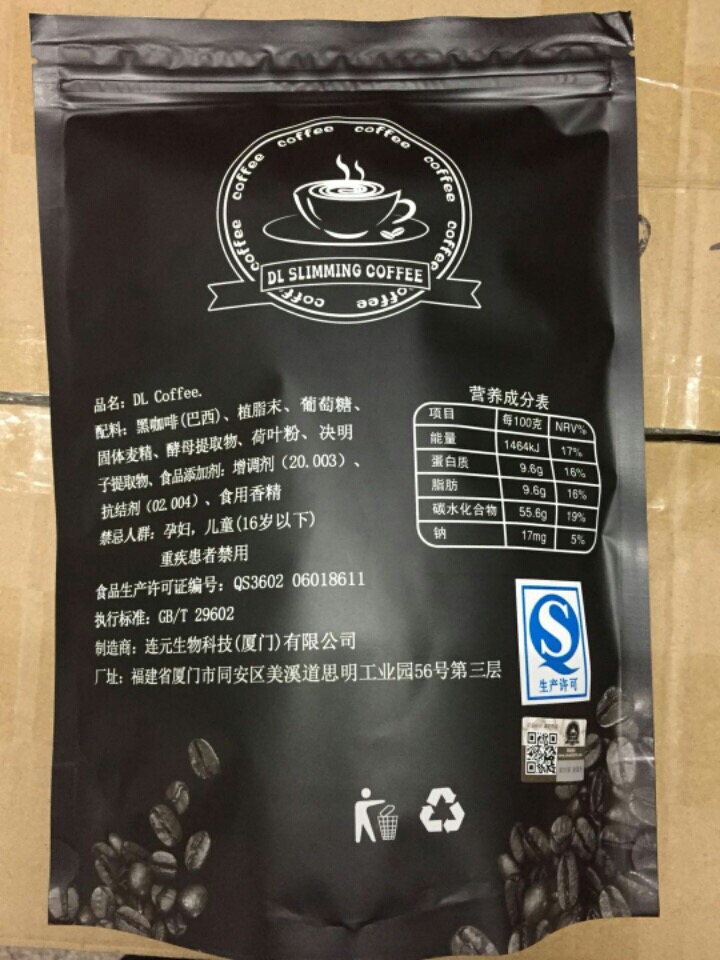 coffee coffee coffee coffee coffee coffee coffee coffee coffee coffee
DL SLIMMING COFFEE
品名：DL Coffee.
配料：黑咖啡(巴西)、植脂末、葡萄糖、
固体麦精、酵母提取物、荷叶粉、决明
子提取物、食品添加剂：增调剂（20.003）、
抗结剂（02.004）、食用香精
禁忌人群：孕妇，儿童(16岁以下)
重疾患者禁用
食品生产许可证编号：QS3602 06018611
执行标准：GB/T 29602
制造商：连元生物科技(厦门)有限公司
厂址：福建省厦门市同安区美溪道思明工业园56号第三层
营养成分表
项目 每100克 NRV%
能量 1464kJ 17%
蛋白质 9.6g 16%
脂肪 9.6g 16%
碳水化合物 55.6g 19%
钠 17mg 5%
生产许可